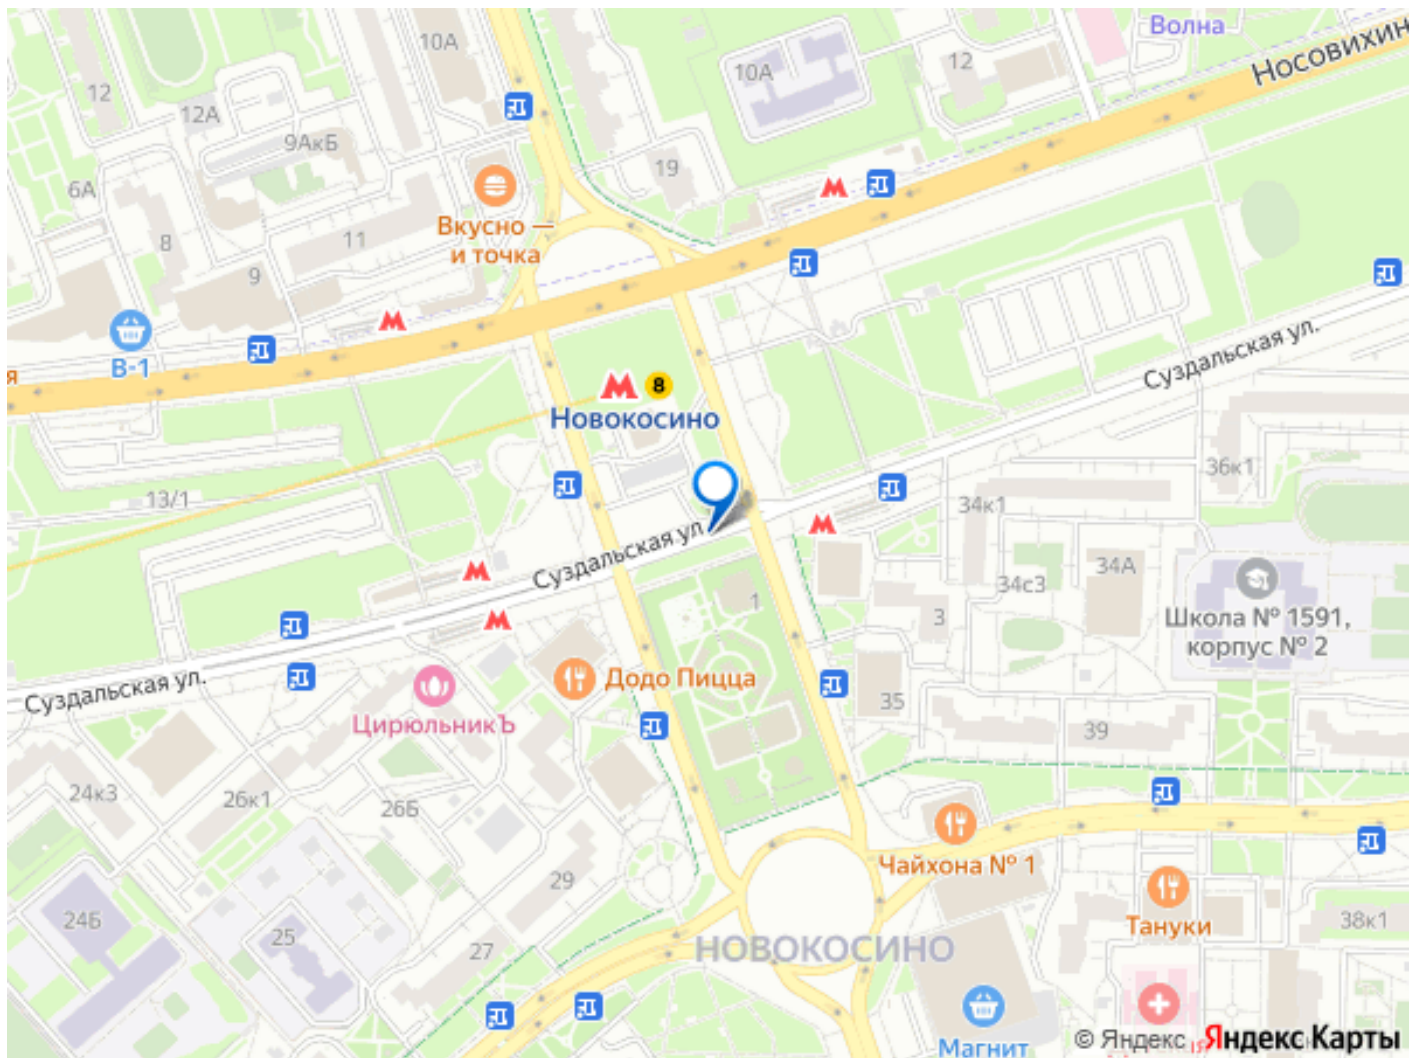 Волна
10А
Носовихин
12
10А
12
12А
9АкБ
19
6А
Вкусно —
и точка
11
8
9
В-1
я
Суздальская ул.
8
Новокосино
36к1
13/1
34к1
Суздальская ул.
34А
34с3
1
3
Школа № 1591,
корпус № 2
Додо Пицца
Суздальская ул.
35
ЦирюльникЪ
39
24к3
26к1
26Б
Чайхона № 1
29
24Б
25
Тануки
38к1
27
НОВОКОСИНО
Магнит
© Яндекс Яндекс Карты